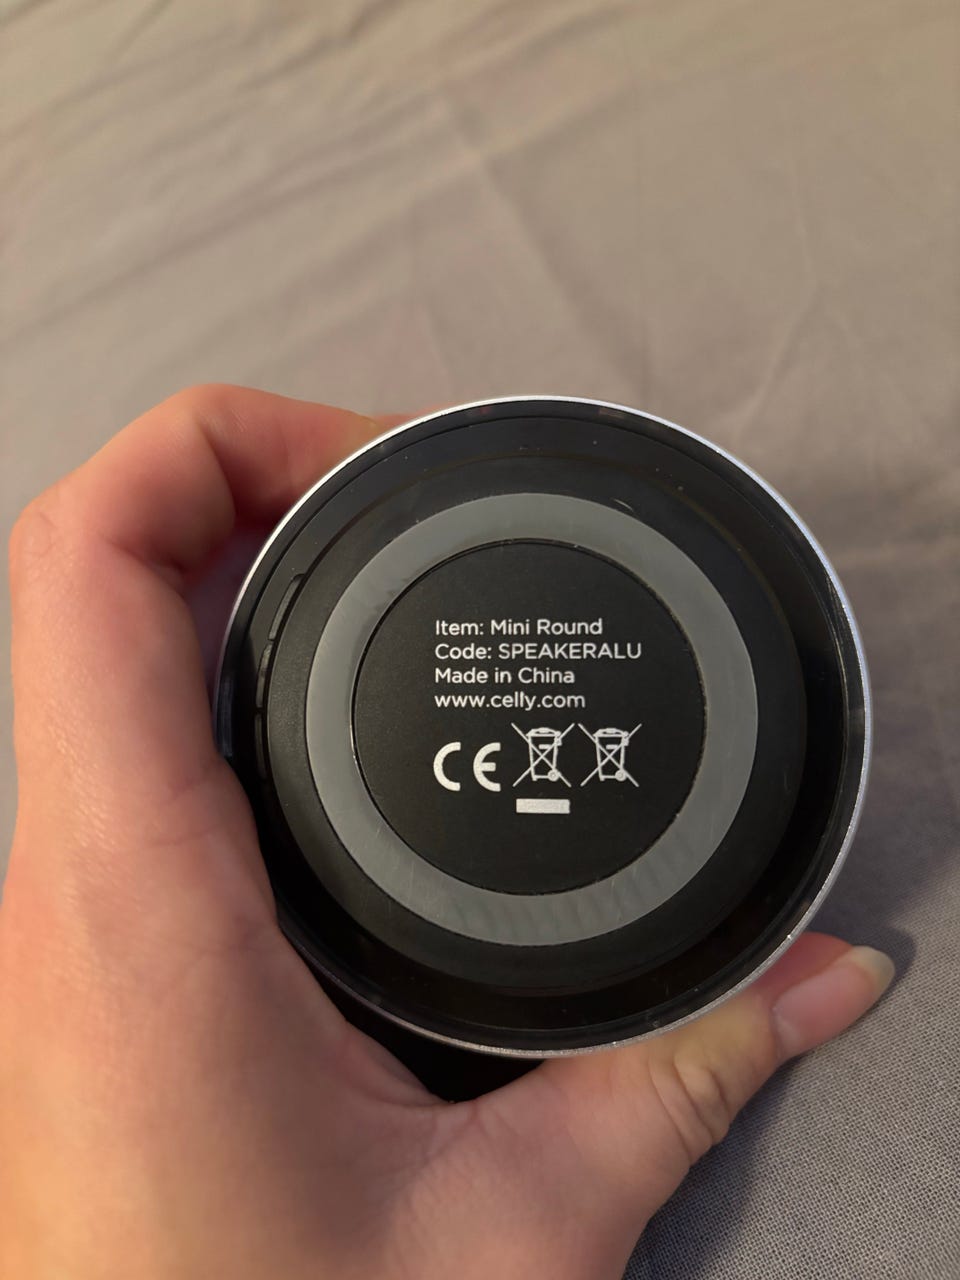 Item: Mini Round
Code: SPEAKERALU
Made in China
www.celly.com
CE